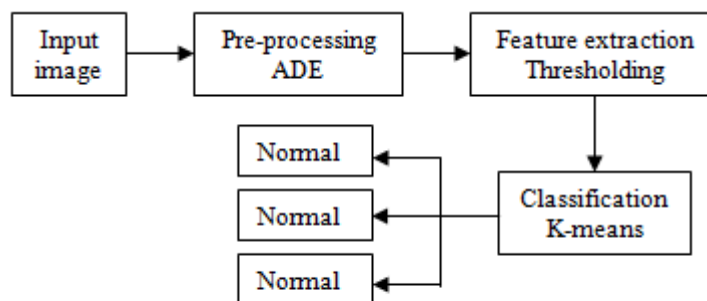 Input
image
Pre-processing
ADE
Feature extraction
Thresholding
Classification
K-means
Normal
Normal
Normal